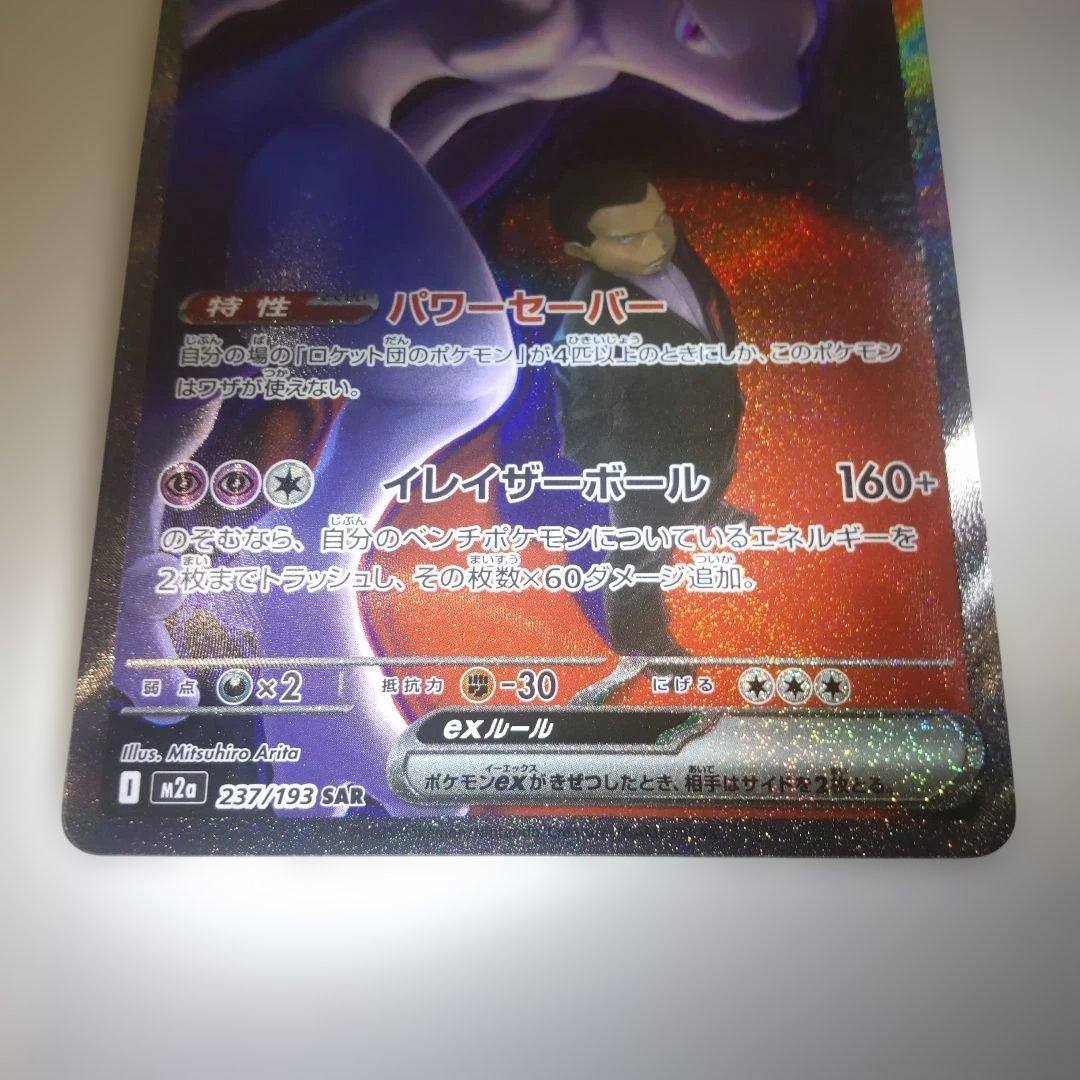 特性 パワーセーバー
自分の場の「ロケット団のポケモン」が4匹以上のときにしか、このポケモン
はワザが使えない。
イレイザーボール 160+
のぞむなら、自分のベンチポケモンについているエネルギーを
2枚までトラッシュし、その枚数×60ダメージ追加。
弱点 ×2 抵抗力 -30 にげる
exルール
ポケモンexがきぜつしたとき、相手はサイドを2枚とる。
Illus. Mitsuhiro Arita
I m2a 237/193 SAR